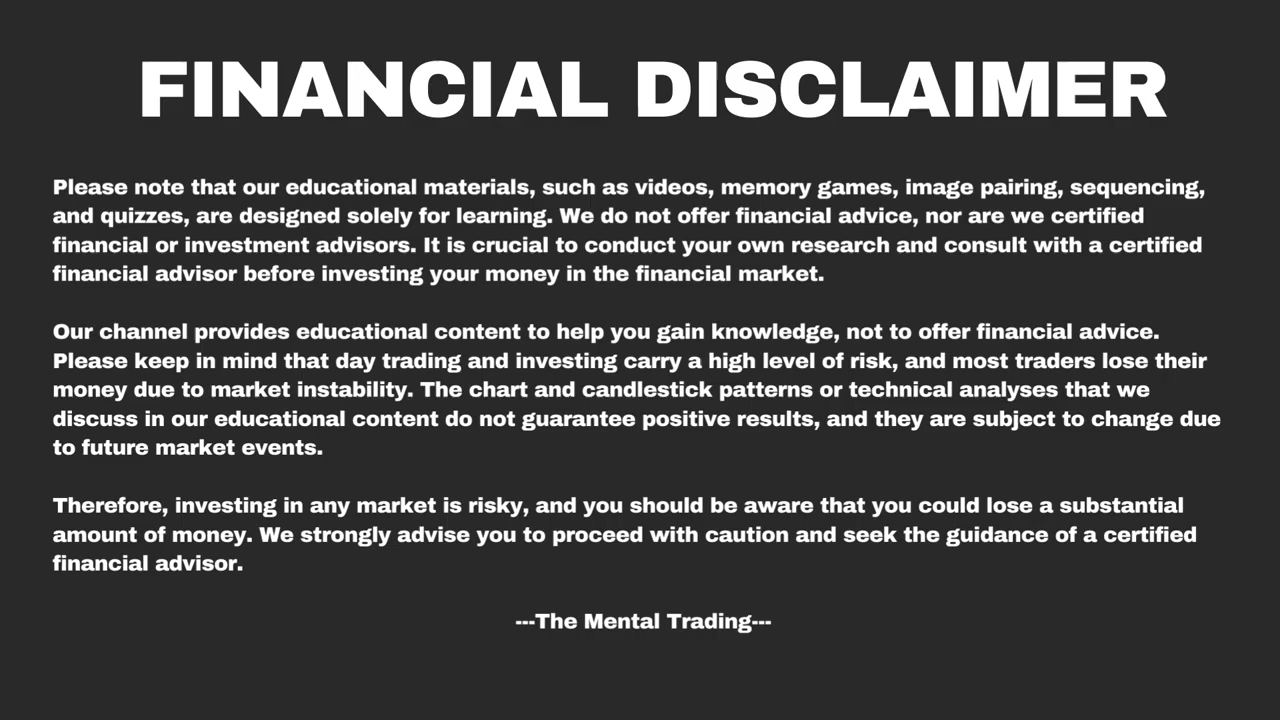 FINANCIAL DISCLAIMER
Please note that our educational materials, such as videos, memory games, image pairing, sequencing,
and quizzes, are designed solely for learning. We do not offer financial advice, nor are we certified
financial or investment advisors. It is crucial to conduct your own research and consult with a certified
financial advisor before investing your money in the financial market.
Our channel provides educational content to help you gain knowledge, not to offer financial advice.
Please keep in mind that day trading and investing carry a high level of risk, and most traders lose their
money due to market instability. The chart and candlestick patterns or technical analyses that we
discuss in our educational content do not guarantee positive results, and they are subject to change due
to future market events.
Therefore, investing in any market is risky, and you should be aware that you could lose a substantial
amount of money. We strongly advise you to proceed with caution and seek the guidance of a certified
financial advisor.
---The Mental Trading---